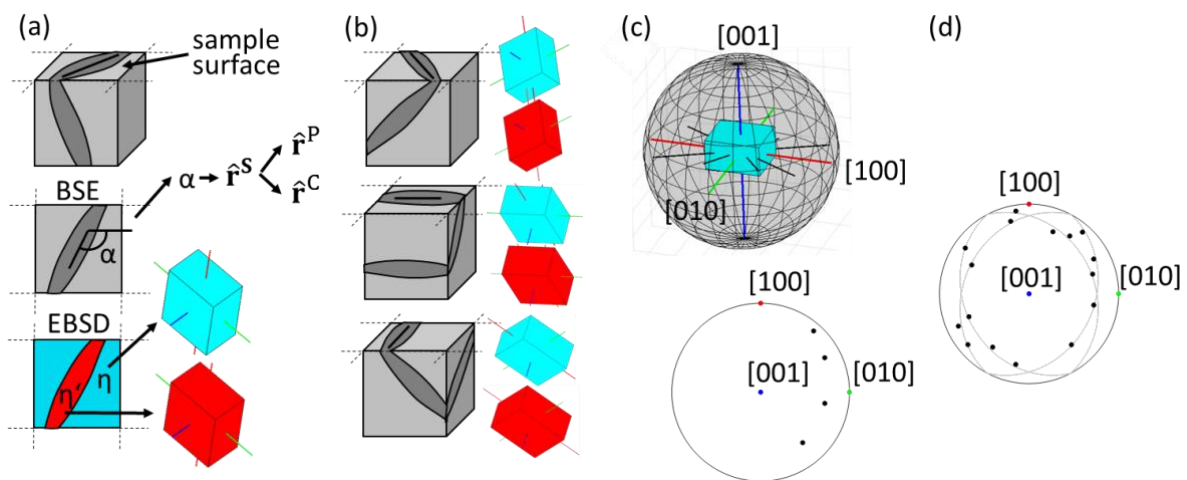 (a)
sample
surface
BSE
α
α → r̂ˢ
r̂ᴾ
r̂ᶜ
EBSD
η
η'
(b)
(c)
[001]
[100]
[010]
[100]
[001]
[010]
(d)
[100]
[001]
[010]